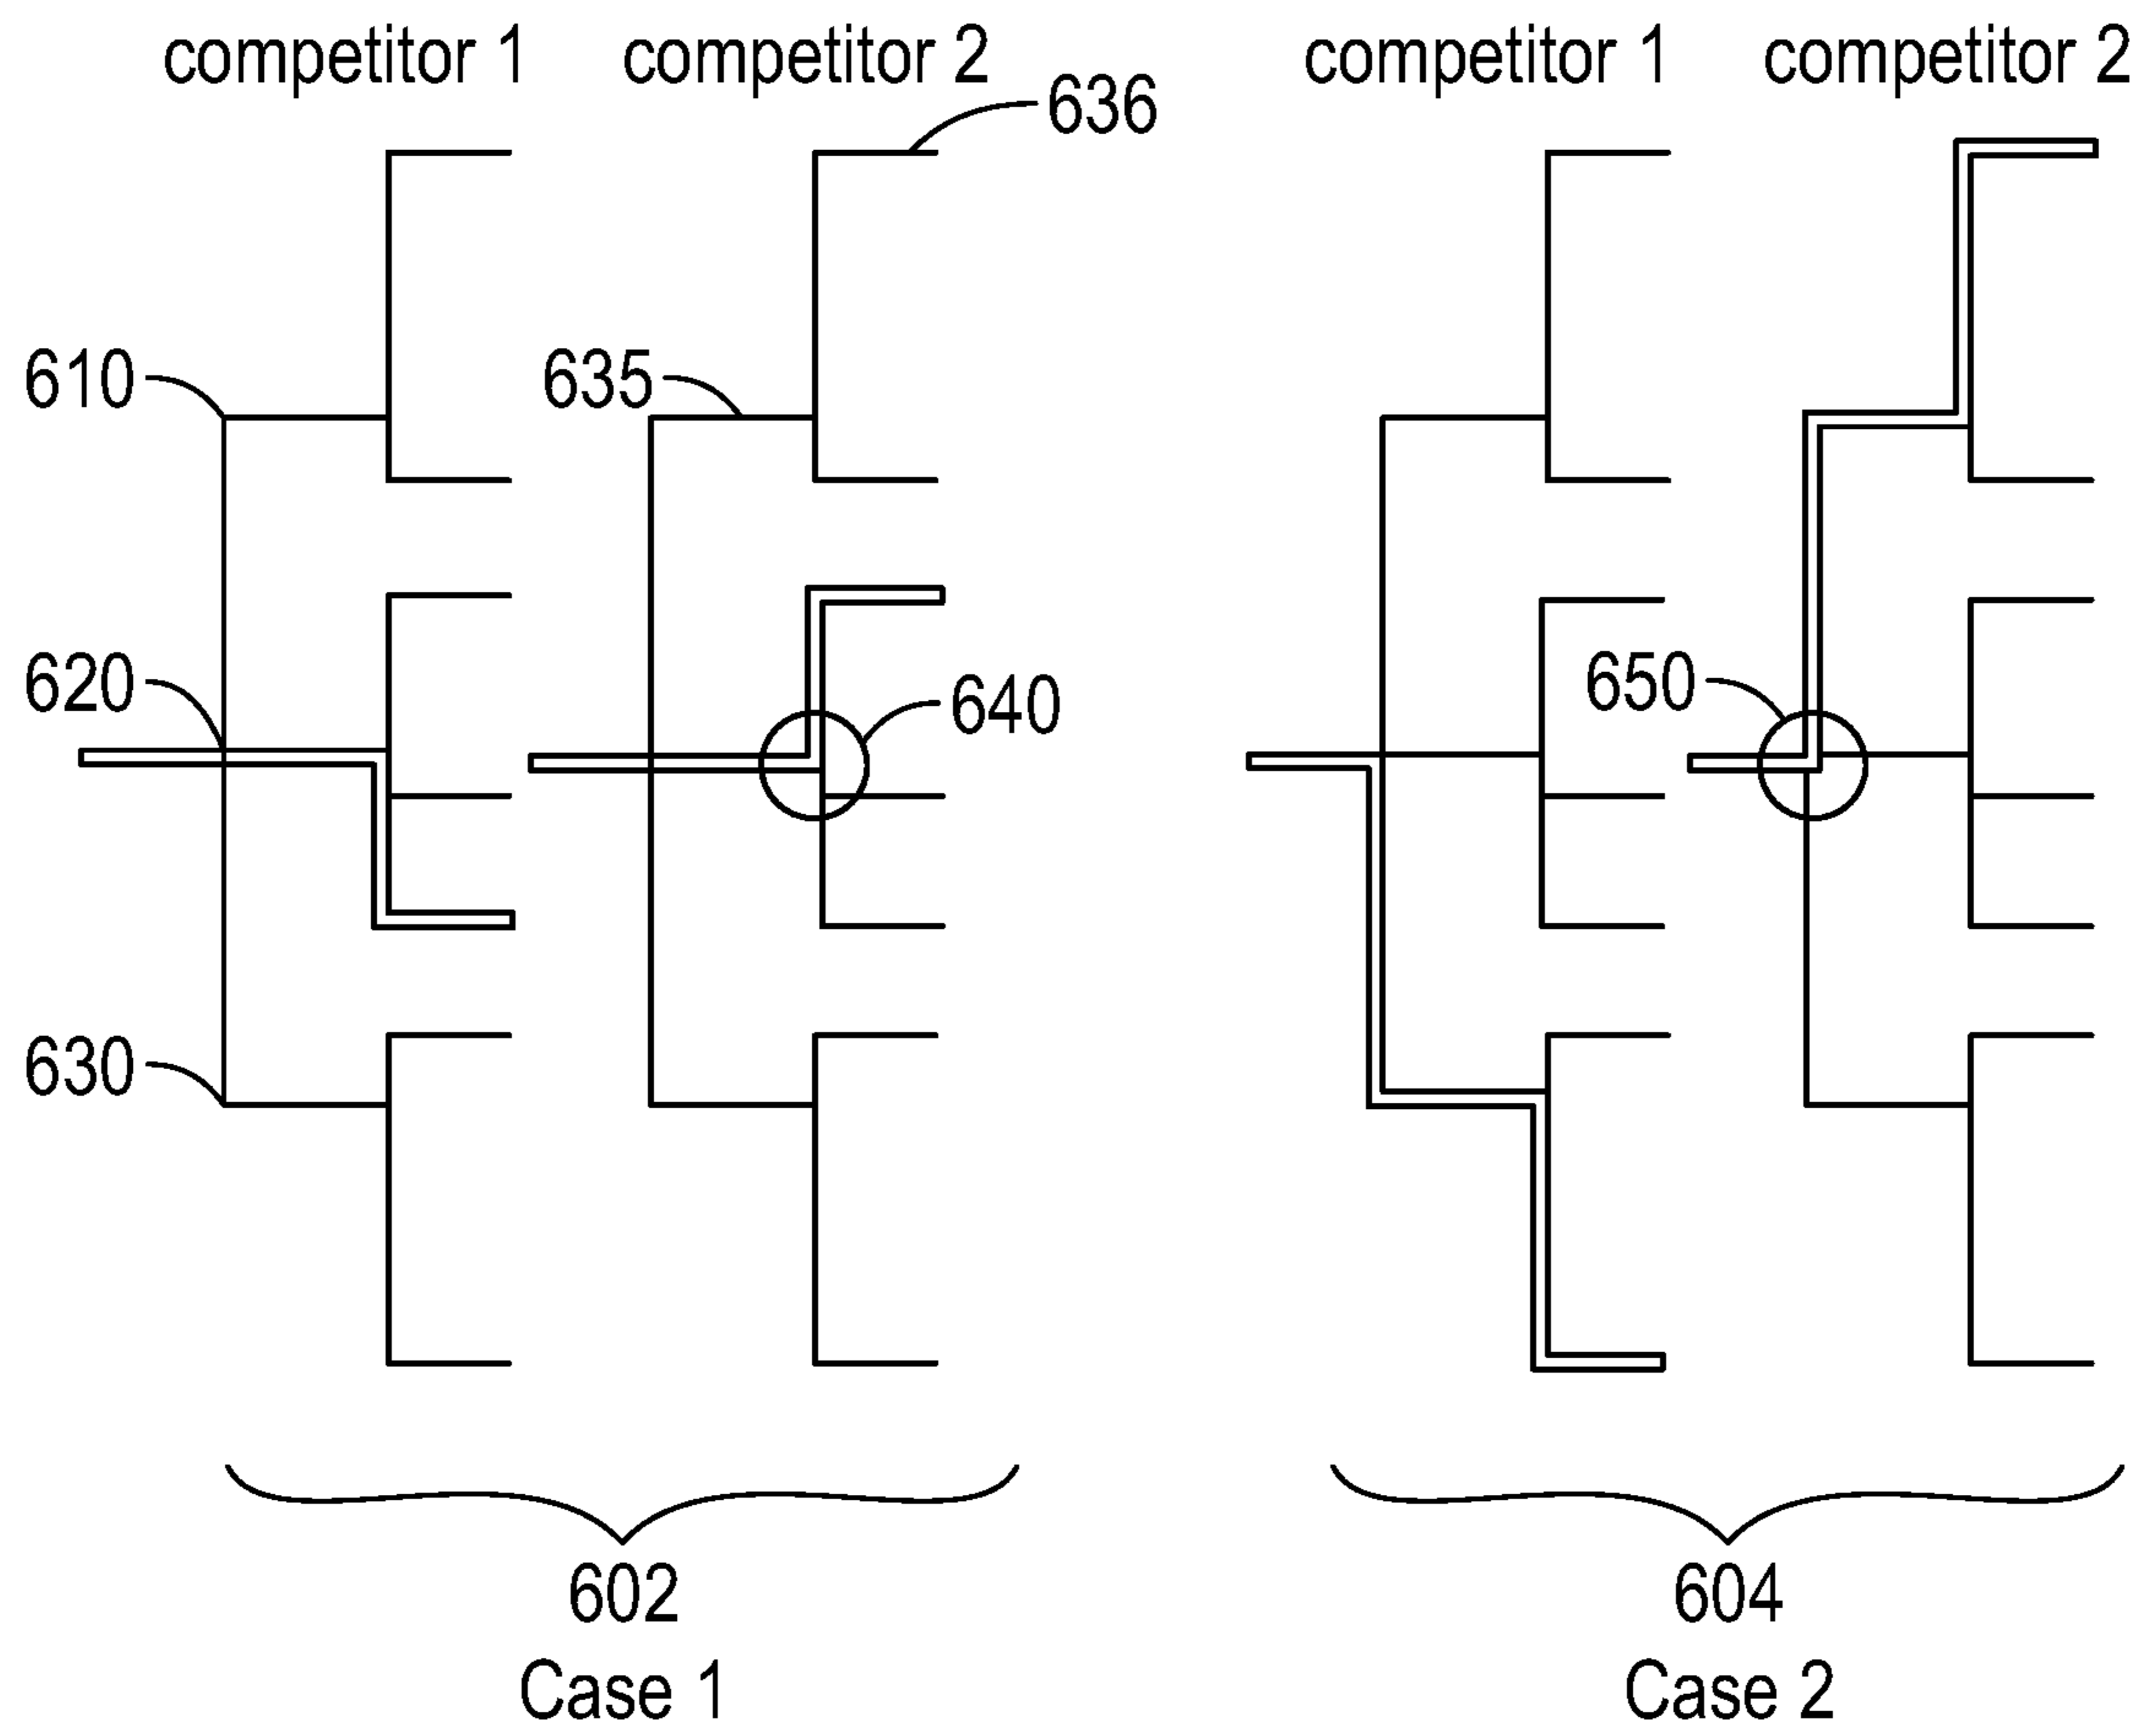 competitor 1 competitor 2 competitor 1 competitor 2
636
610 635
620 640 650
630
602 604
Case 1 Case 2